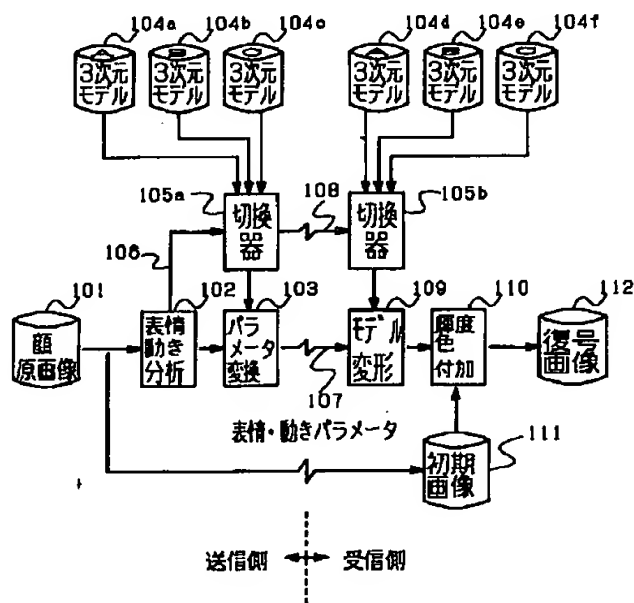 104a 104b 104c 104d 104e 104f
3次元
モデル
3次元
モデル
3次元
モデル
3次元
モデル
3次元
モデル
3次元
モデル
105a
切換
器
108
切換
器
105b
106
101
顔
原画像
102
表情
動き
分析
103
パラ
メータ
変換
107
109
モデル
変形
110
輝度
色
付加
112
復号
画像
表情・動きパラメータ
初期
画像
111
送信側
受信側